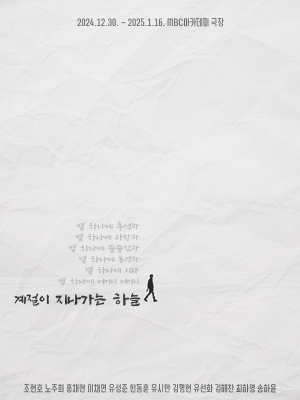 2024.12.30. - 2025.1.16. MBC아카데미 극장
별 하나에 추억과
별 하나에 사랑과
별 하나에 쓸쓸함과
별 하나에 동경과
별 하나에 시와
별 하나에 어머니 어머니
계절이 지나가는 하늘
조현호 노주희 홍채현 이채연 유성준 한동훈 유시안 김명현 유선화 김혜찬 최하영 송하윤